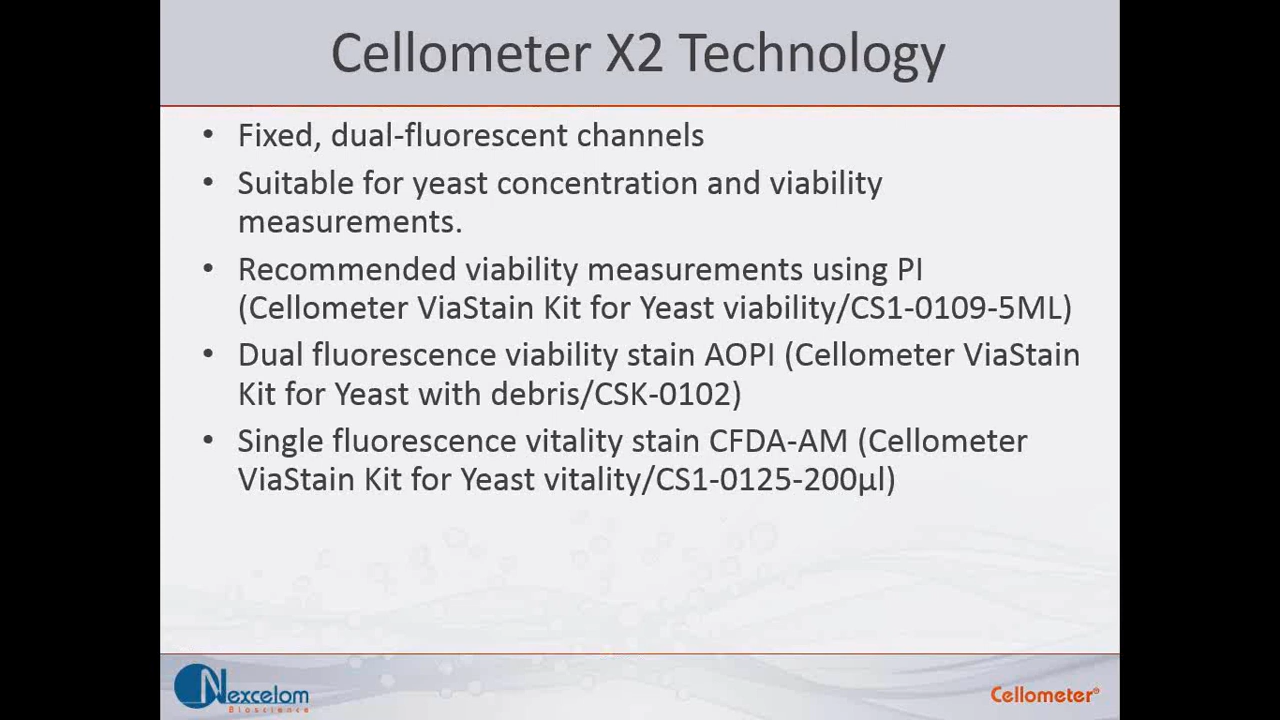 Cellometer X2 Technology
• Fixed, dual-fluorescent channels
• Suitable for yeast concentration and viability
measurements.
• Recommended viability measurements using PI
(Cellometer ViaStain Kit for Yeast viability/CS1-0109-5ML)
• Dual fluorescence viability stain AOPI (Cellometer ViaStain
Kit for Yeast with debris/CSK-0102)
• Single fluorescence vitality stain CFDA-AM (Cellometer
ViaStain Kit for Yeast vitality/CS1-0125-200µl)
Nexcelom
Bioscience
Cellometer®